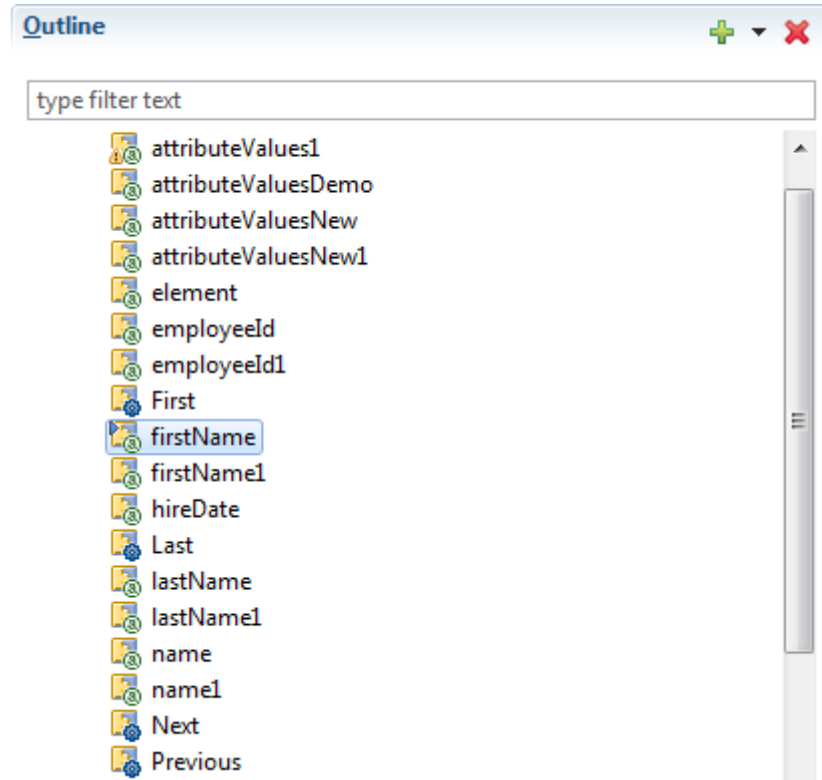 Outline
type filter text
attributeValues1
attributeValuesDemo
attributeValuesNew
attributeValuesNew1
element
employeeId
employeeId1
First
firstName
firstName1
hireDate
Last
lastName
lastName1
name
name1
Next
Previous